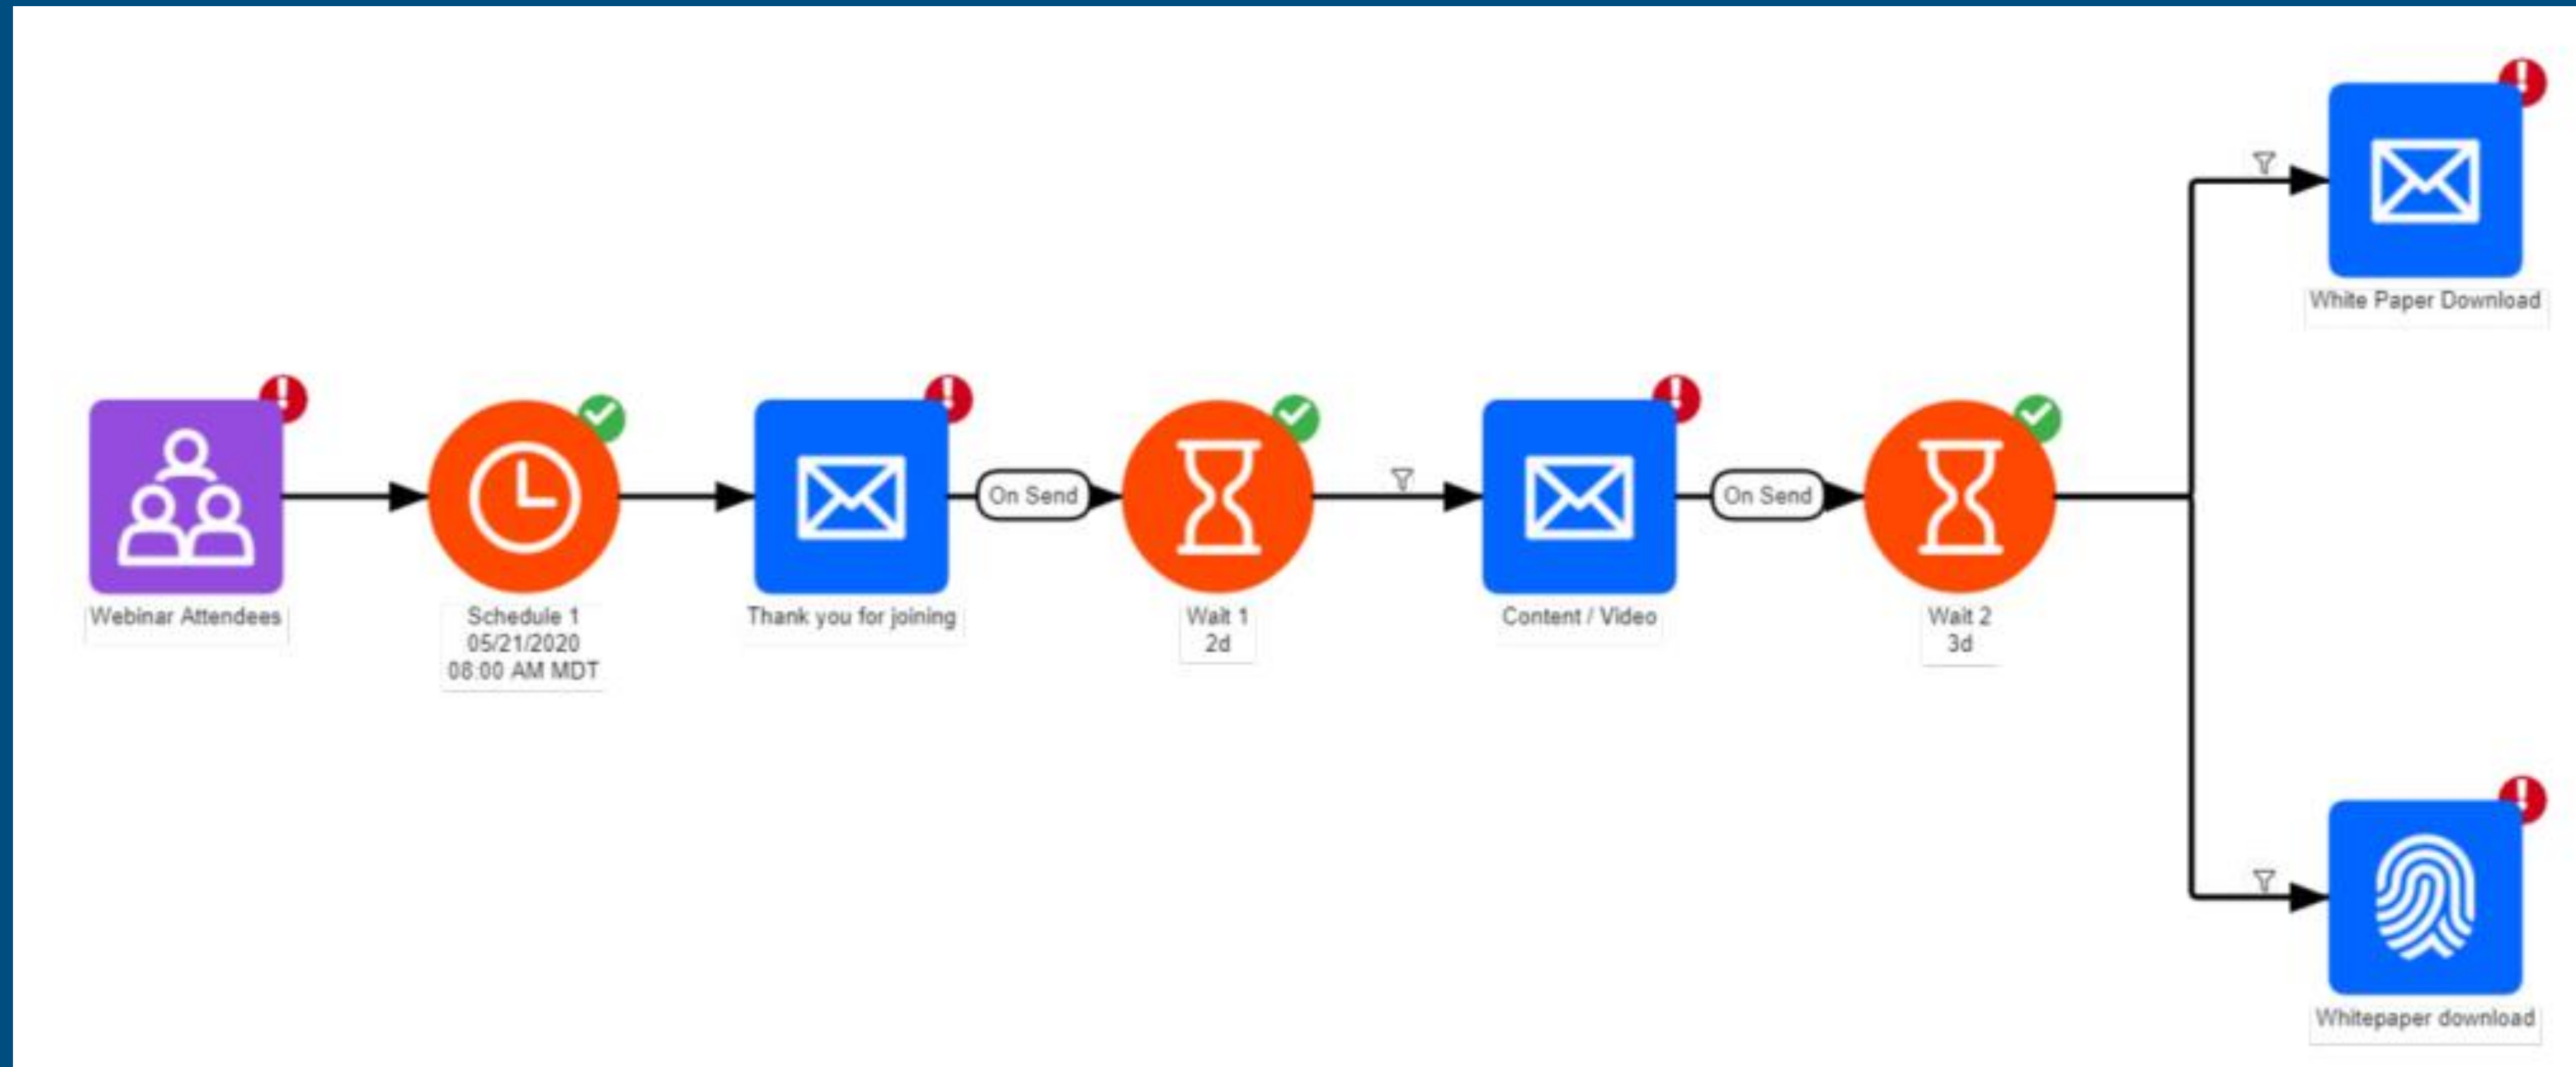 White Paper Download
Webinar Attendees
Schedule 1
05/21/2020
08:00 AM MDT
Thank you for joining
On Send
Wait 1
2d
Content / Video
On Send
Wait 2
3d
Whitepaper download